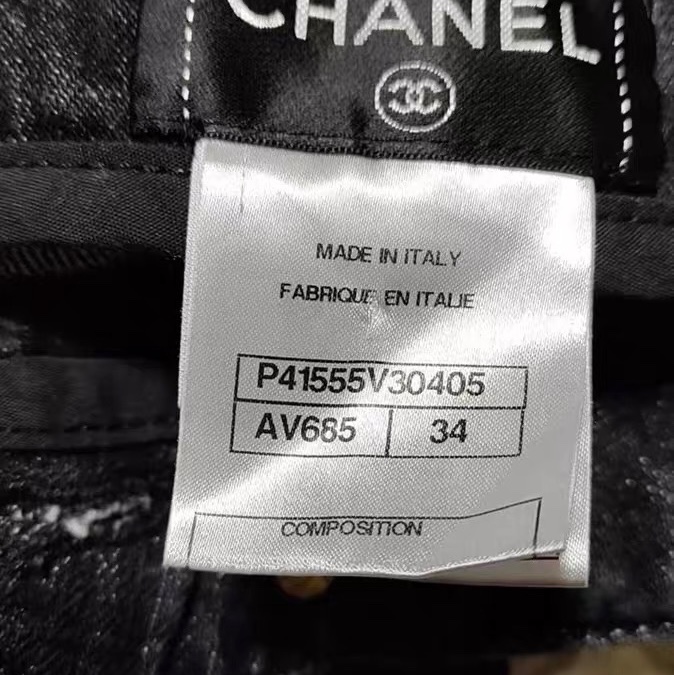 CHANEL
MADE IN ITALY
FABRIQUE EN ITALIE
P41555V30405
AV685 34
COMPOSITION